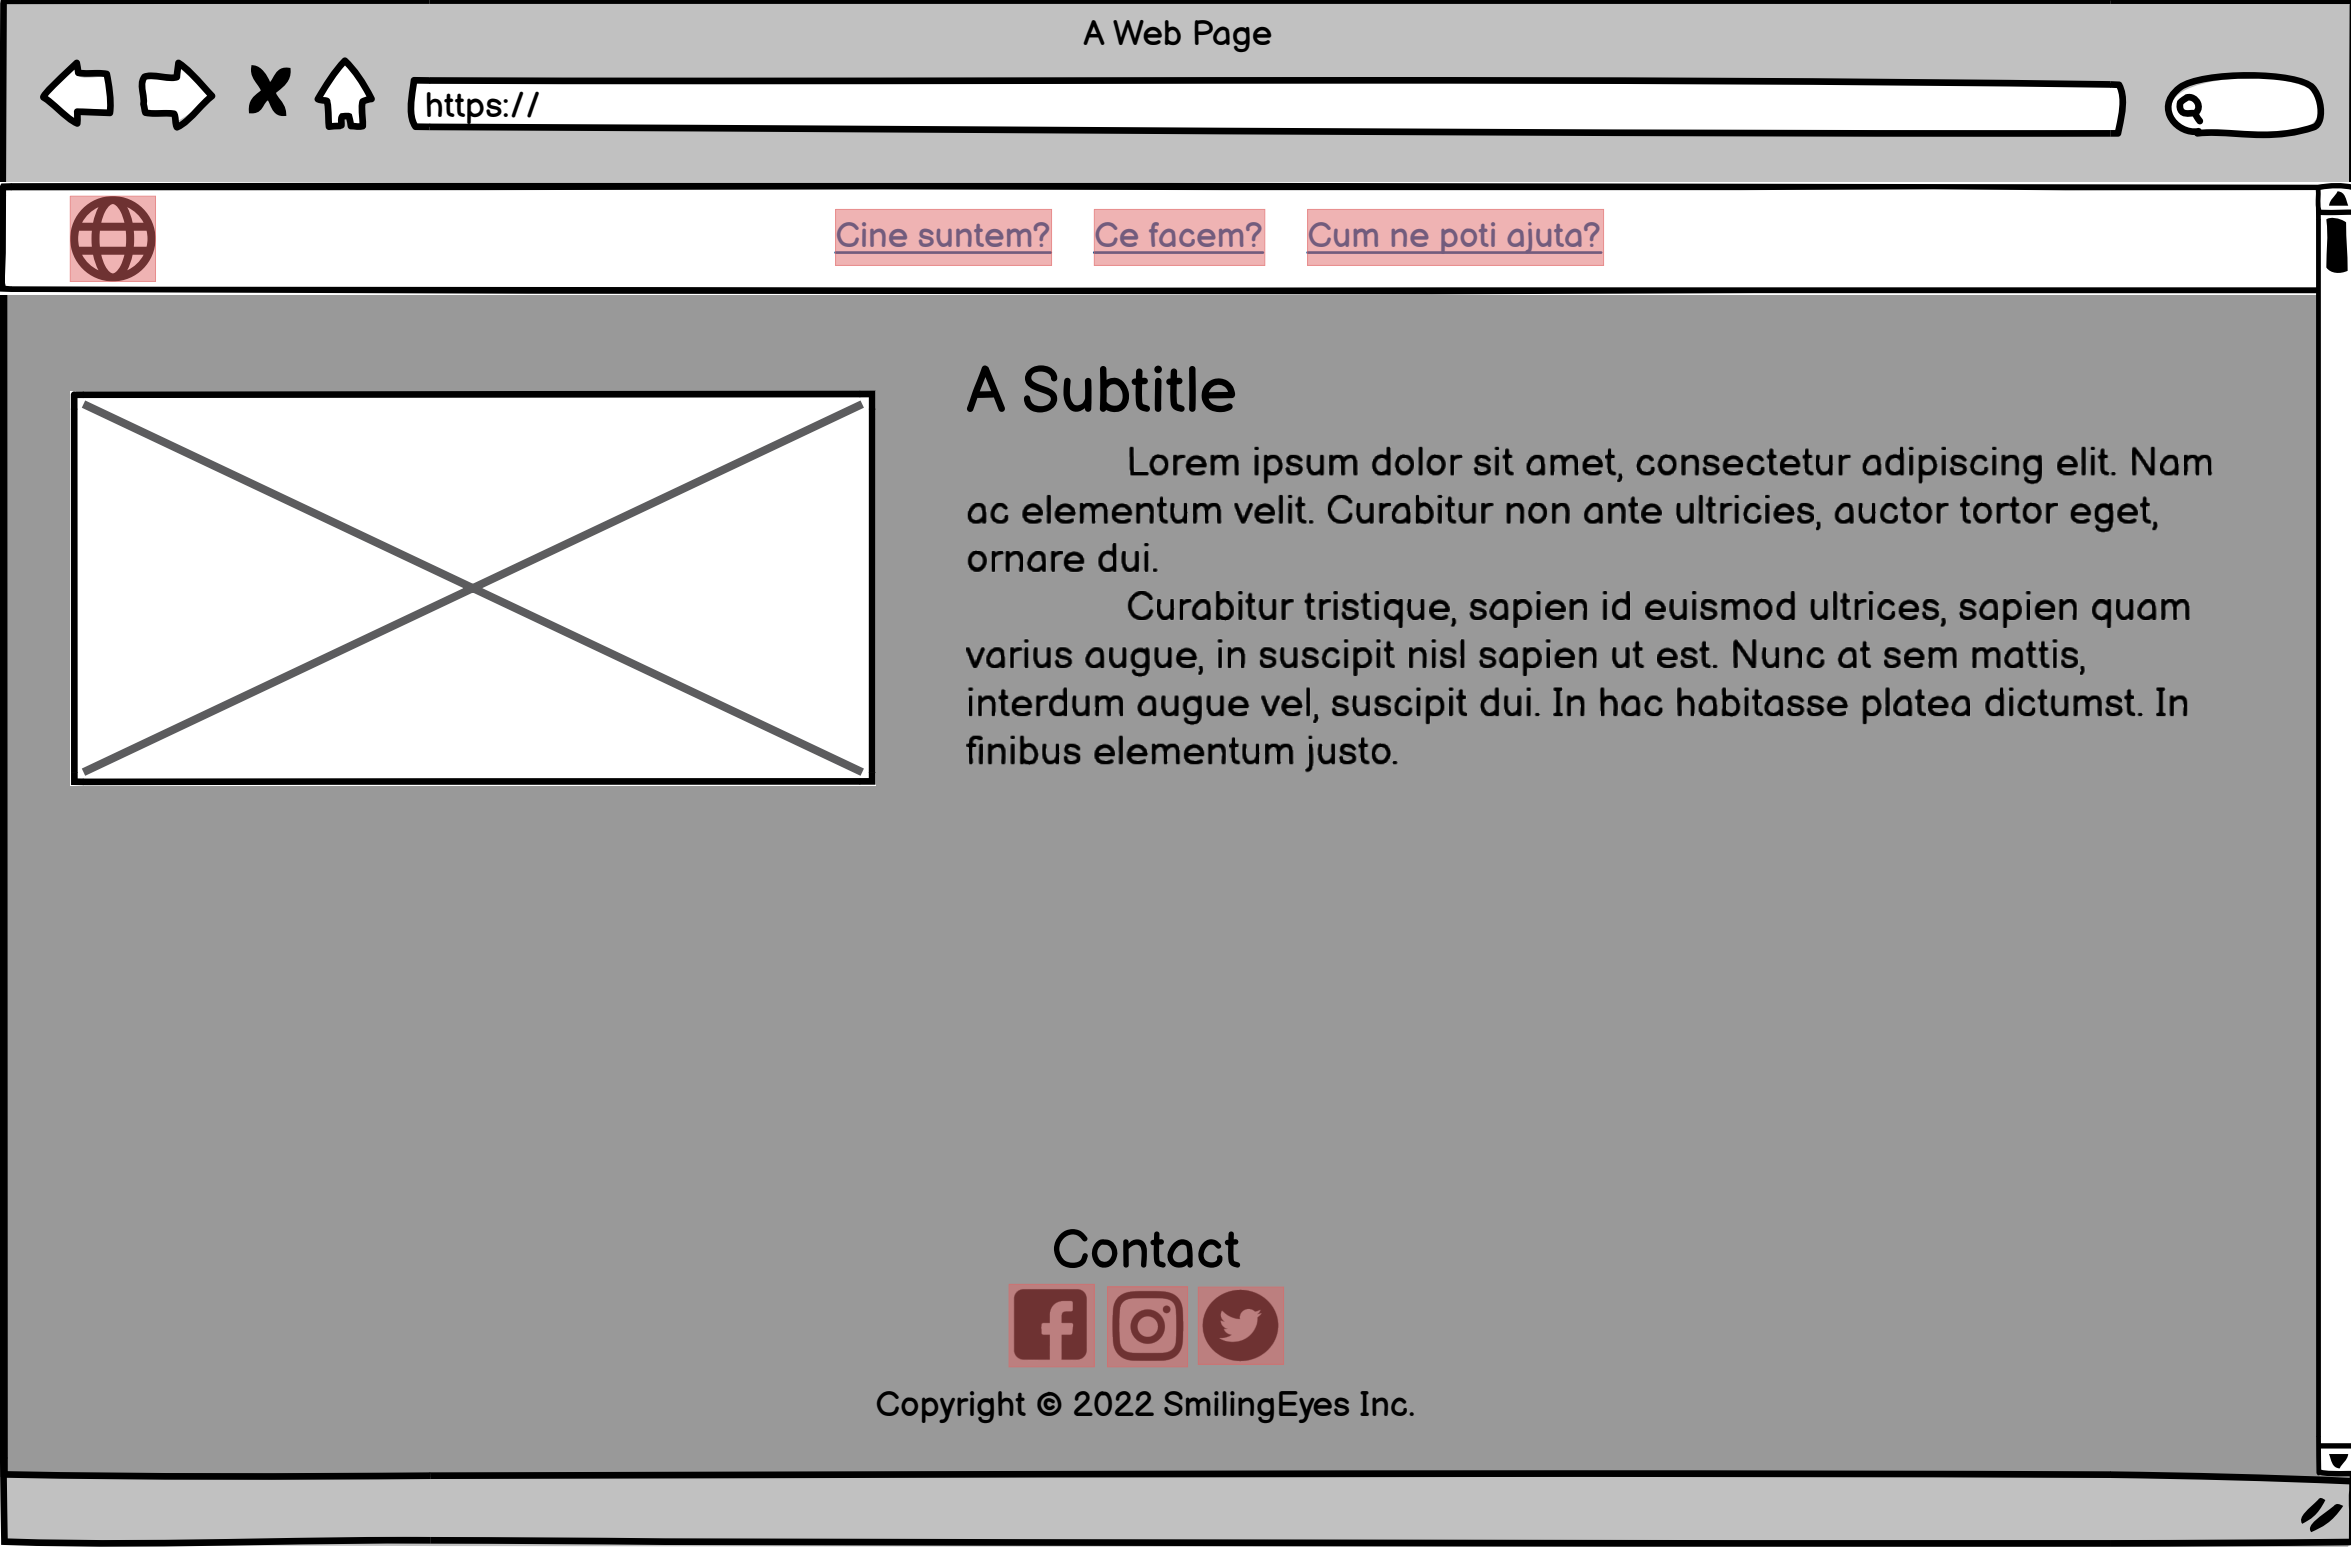 A Web Page
https://
Cine suntem? Ce facem? Cum ne poti ajuta?
A Subtitle
Lorem ipsum dolor sit amet, consectetur adipiscing elit. Nam
ac elementum velit. Curabitur non ante ultricies, auctor tortor eget,
ornare dui.
Curabitur tristique, sapien id euismod ultrices, sapien quam
varius augue, in suscipit nisl sapien ut est. Nunc at sem mattis,
interdum augue vel, suscipit dui. In hac habitasse platea dictumst. In
finibus elementum justo.
Contact
Copyright © 2022 SmilingEyes Inc.